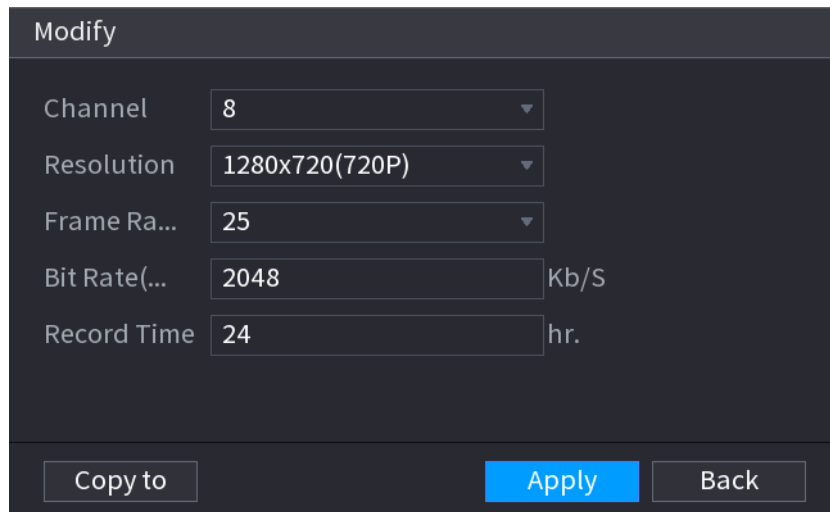 Modify
Channel 8
Resolution 1280x720(720P)
Frame Ra... 25
Bit Rate(... 2048 Kb/S
Record Time 24 hr.
Copy to Apply Back